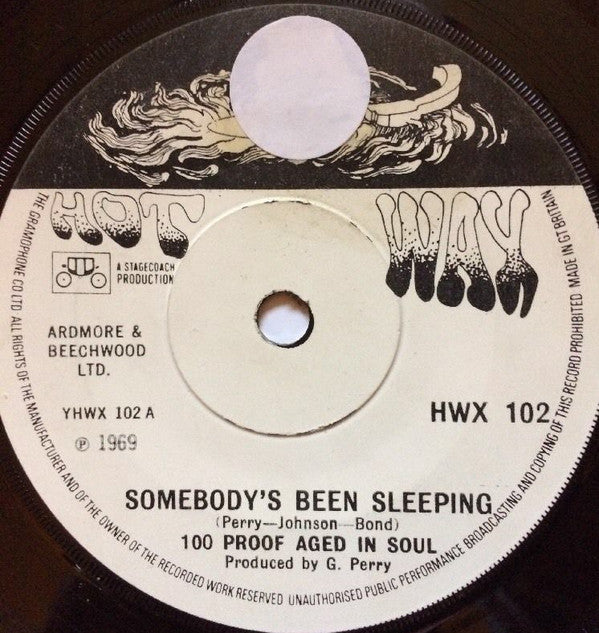 HOT WAX
A STAGECOACH
PRODUCTION
ARDMORE &
BEECHWOOD
LTD.
YHWX 102 A
℗ 1969
HWX 102
SOMEBODY'S BEEN SLEEPING
(Perry—Johnson—Bond)
100 PROOF AGED IN SOUL
Produced by G. Perry
THE GRAMOPHONE CO LTD. ALL RIGHTS OF THE MANUFACTURER AND OF THE OWNER OF THE RECORDED WORK RESERVED UNAUTHORISED PUBLIC PERFORMANCE BROADCASTING AND COPYING OF THIS RECORD PROHIBITED MADE IN GT BRITAIN